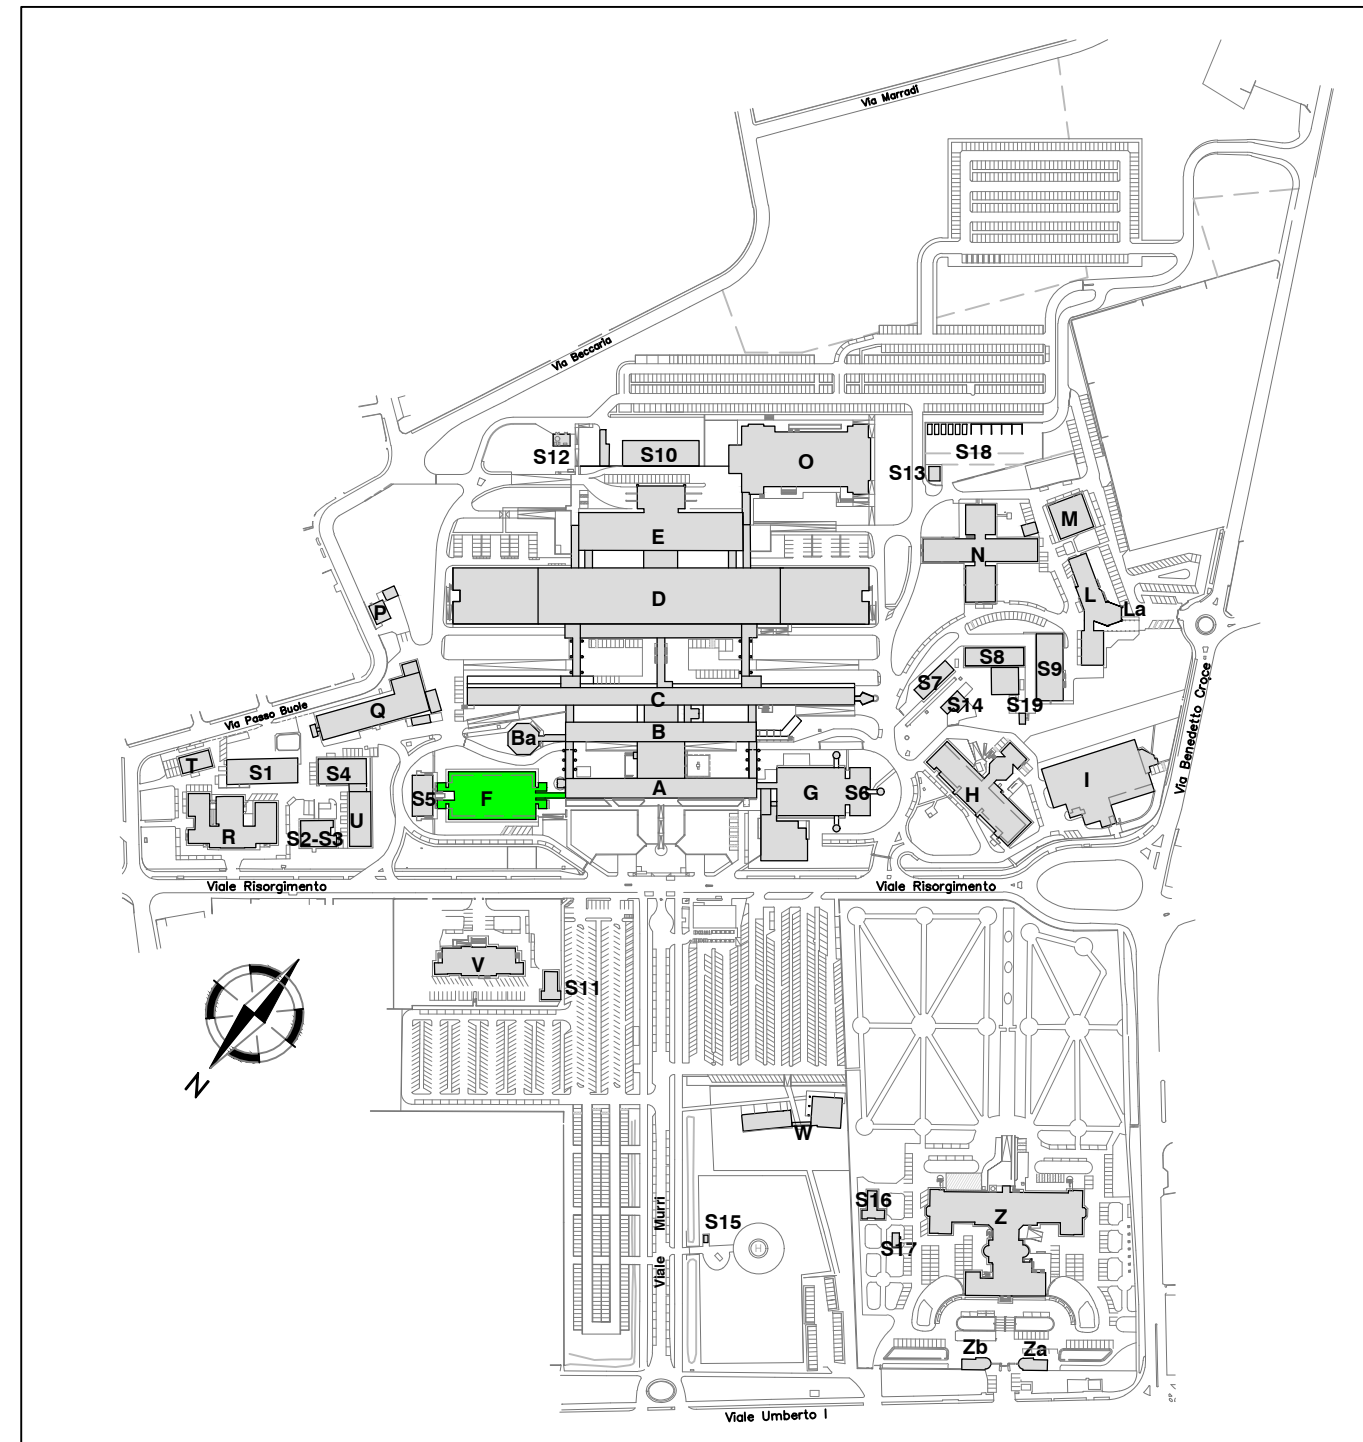 Via Marradi
Via Beccaria
S12
S10
O
S18
S13
M
E
N
D
L
La
P
S8
S9
S7
C
S14
S19
Q
Via Passo Buole
Via Benedetto Croce
B
Ba
T
S1
S4
S5
F
A
G
S6
H
I
U
R
S2-S3
Viale Risorgimento
Viale Risorgimento
V
S11
N
W
S16
Z
S15
S17
Viale Murri
H
Zb
Za
Viale Umberto I